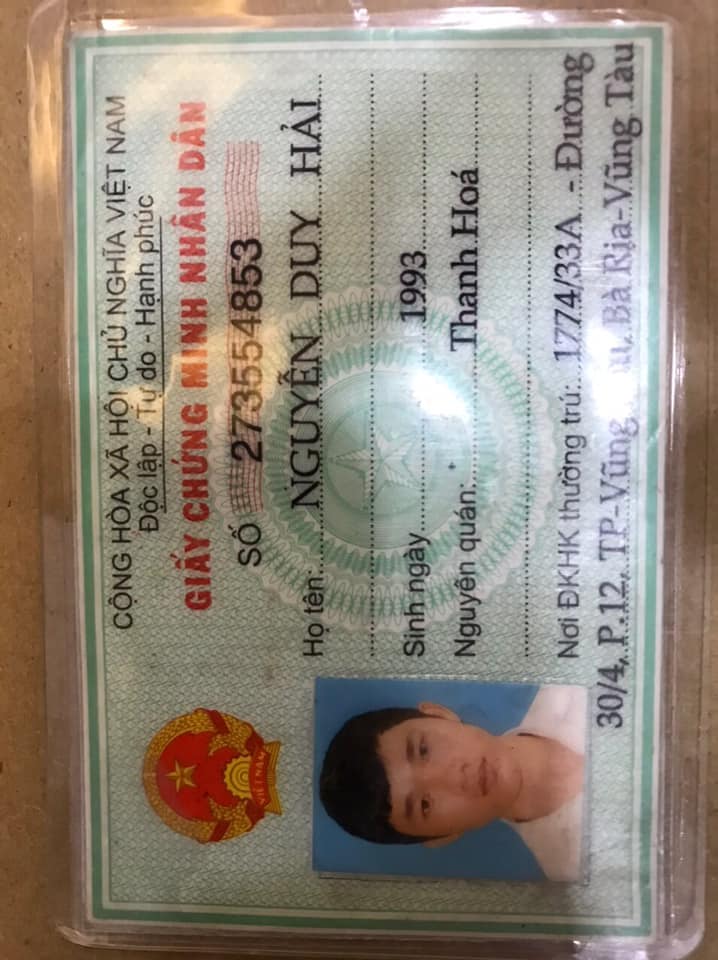 CỘNG HÒA XÃ HỘI CHỦ NGHĨA VIỆT NAM
Độc lập - Tự do - Hạnh phúc
GIẤY CHỨNG MINH NHÂN DÂN
SỐ 273554853
Họ tên: NGUYỄN DUY HẢI
Sinh ngày 1993
Nguyên quán: Thanh Hoá
Nơi ĐKHK thường trú: 1774/33A - Đường
30/4, P.12, TP-Vũng Bà Rịa-Vũng Tàu
VIỆT NAM